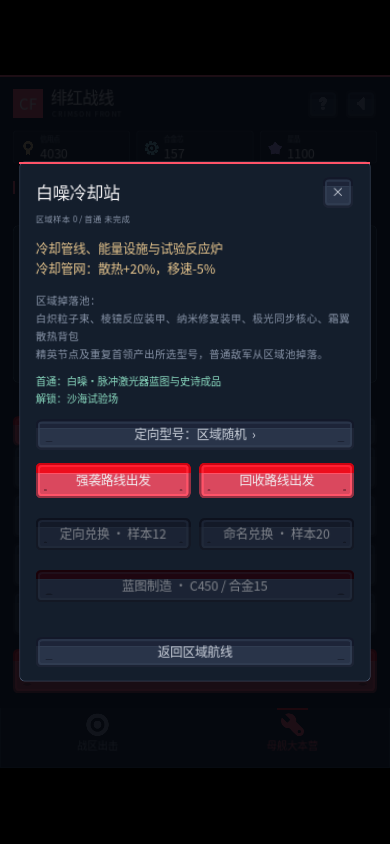 CF
绯红战线
?
4030
157
1100
白噪冷却站
×
区域样本 0 / 首通 未完成
冷却管线、能量设施与试验反应炉
冷却管网：散热+20%，移速-5%
区域掉落池：
白炽粒子束、棱镜反应装甲、纳米修复装甲、极光同步核心、霜翼
散热背包
精英节点及重复首领产出所选型号，普通敌军从区域池掉落。
首通：白噪·脉冲激光器蓝图与史诗成品
解锁：沙海试验场
定向型号：区域随机 ›
强袭路线出发
回收路线出发
定向兑换 · 样本12
命名兑换 · 样本20
蓝图制造 · C450 / 合金15
返回区域航线